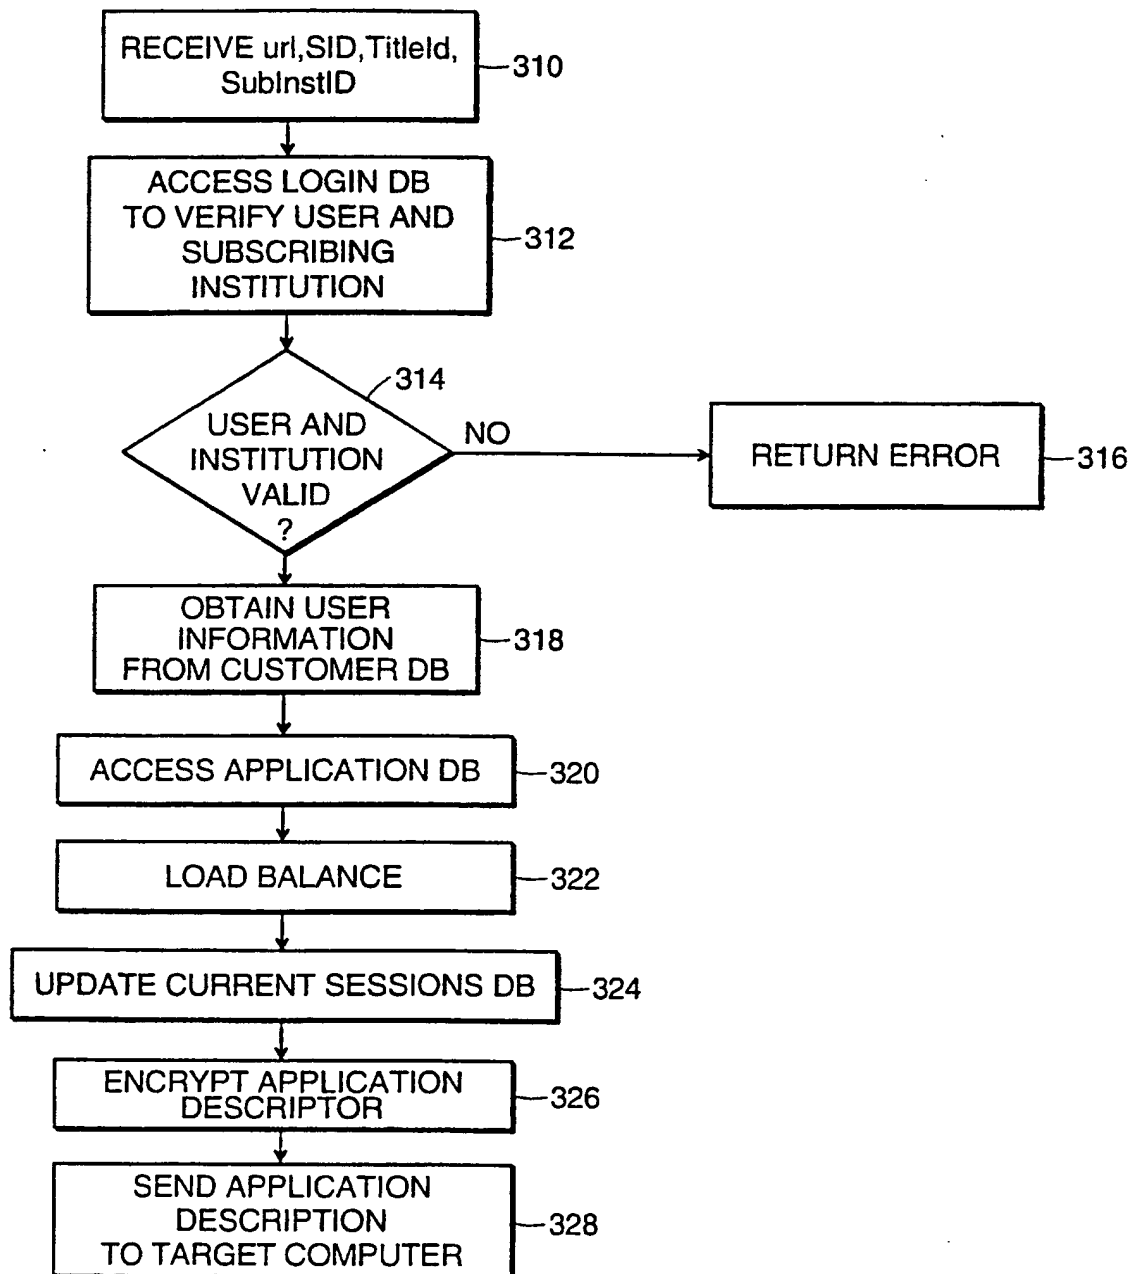 RECEIVE url,SID,TitleId,
SubInstID
310
ACCESS LOGIN DB
TO VERIFY USER AND
SUBSCRIBING
INSTITUTION
312
314
USER AND
INSTITUTION
VALID
?
NO
RETURN ERROR
316
OBTAIN USER
INFORMATION
FROM CUSTOMER DB
318
ACCESS APPLICATION DB
320
LOAD BALANCE
322
UPDATE CURRENT SESSIONS DB
324
ENCRYPT APPLICATION
DESCRIPTOR
326
SEND APPLICATION
DESCRIPTION
TO TARGET COMPUTER
328